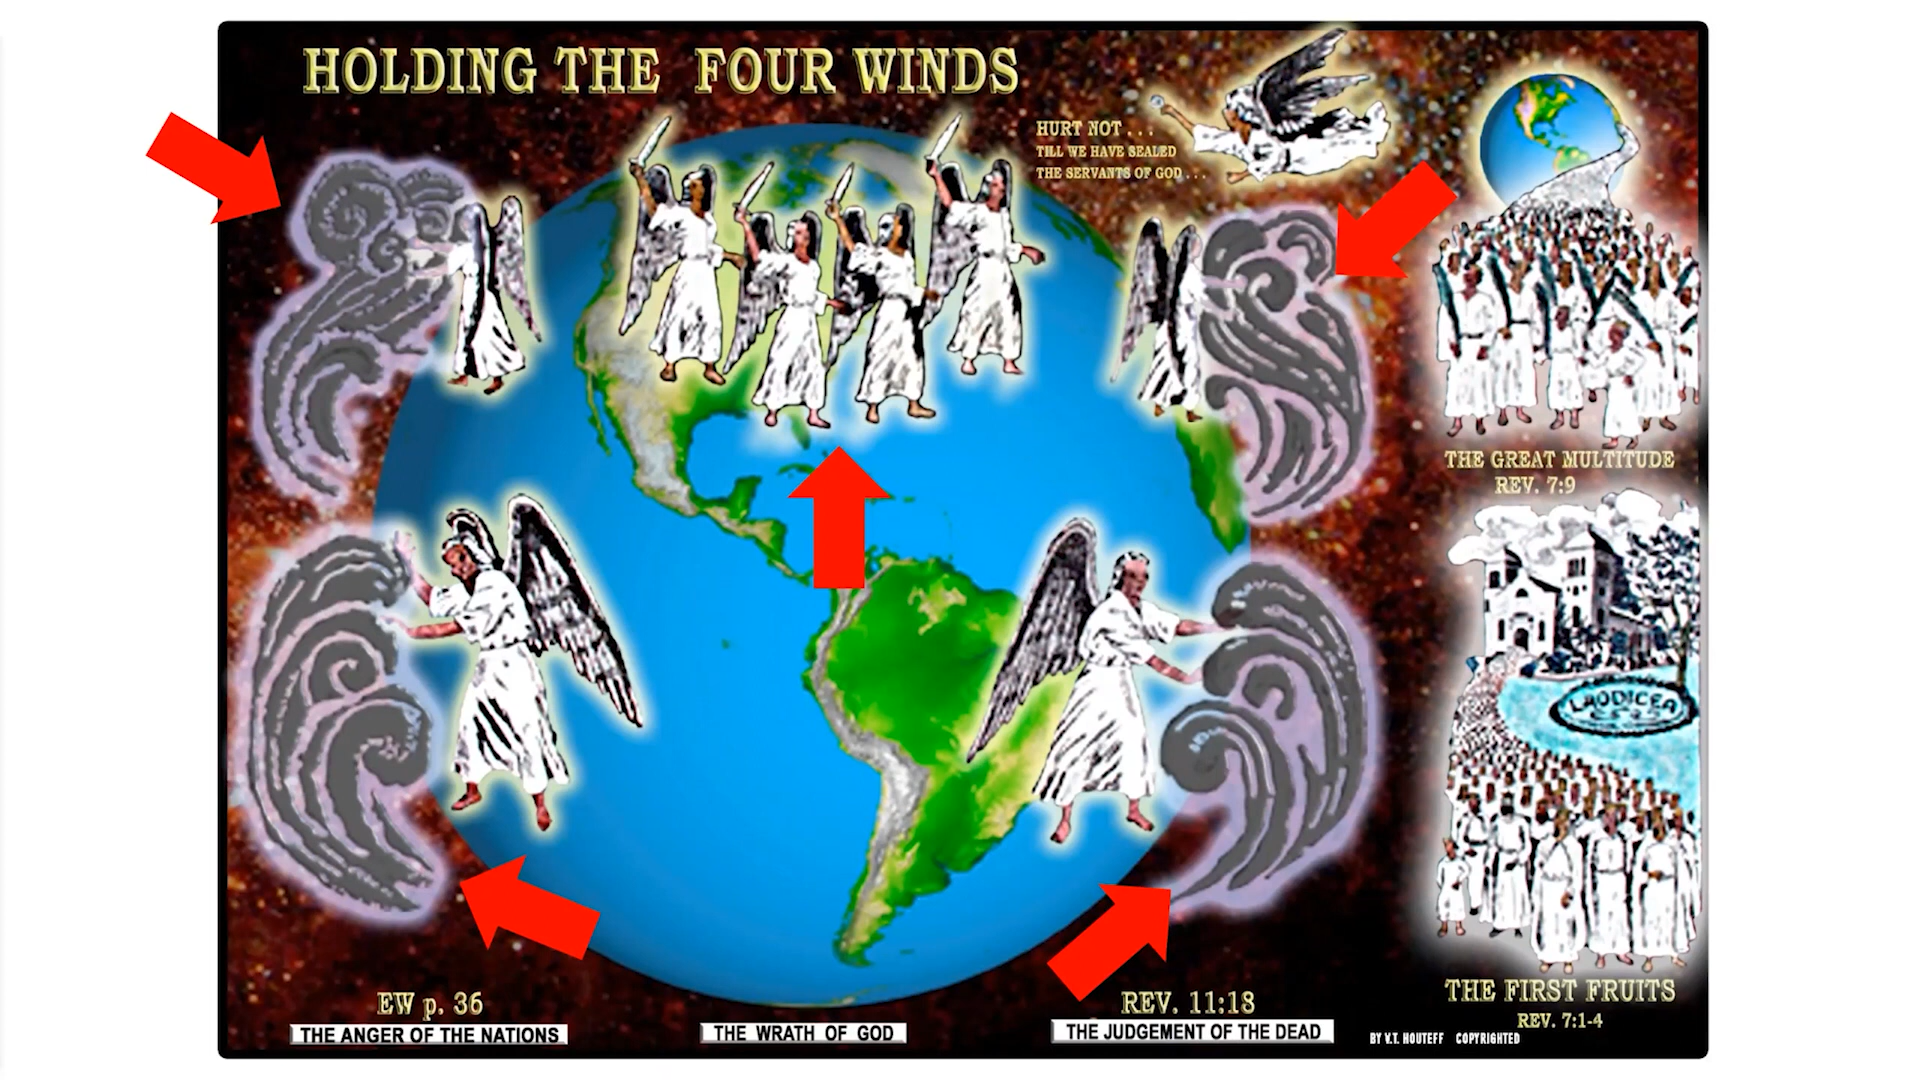 HOLDING THE FOUR WINDS
HURT NOT . . .
TILL WE HAVE SEALED
THE SERVANTS OF GOD . . .
THE GREAT MULTITUDE
REV. 7:9
LAODICEA
THE FIRST FRUITS
REV. 7:1-4
EW p. 36
THE ANGER OF THE NATIONS
THE WRATH OF GOD
REV. 11:18
THE JUDGEMENT OF THE DEAD
BY V.T. HOUTEFF COPYRIGHTED